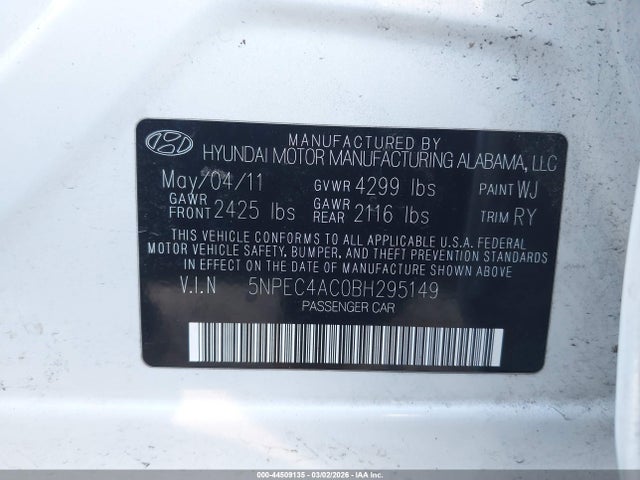 MANUFACTURED BY
HYUNDAI MOTOR MANUFACTURING ALABAMA, LLC
May/04/11 GVWR 4299 lbs PAINT WJ
GAWR FRONT 2425 lbs GAWR REAR 2116 lbs TRIM RY
THIS VEHICLE CONFORMS TO ALL APPLICABLE U.S.A. FEDERAL
MOTOR VEHICLE SAFETY, BUMPER, AND THEFT PREVENTION STANDARDS
IN EFFECT ON THE DATE OF MANUFACTURE SHOWN ABOVE.
V.I.N 5NPEC4AC0BH295149
PASSENGER CAR
000-44509135 - 03/02/2026 - COPYRIGHT © IAA, Inc.